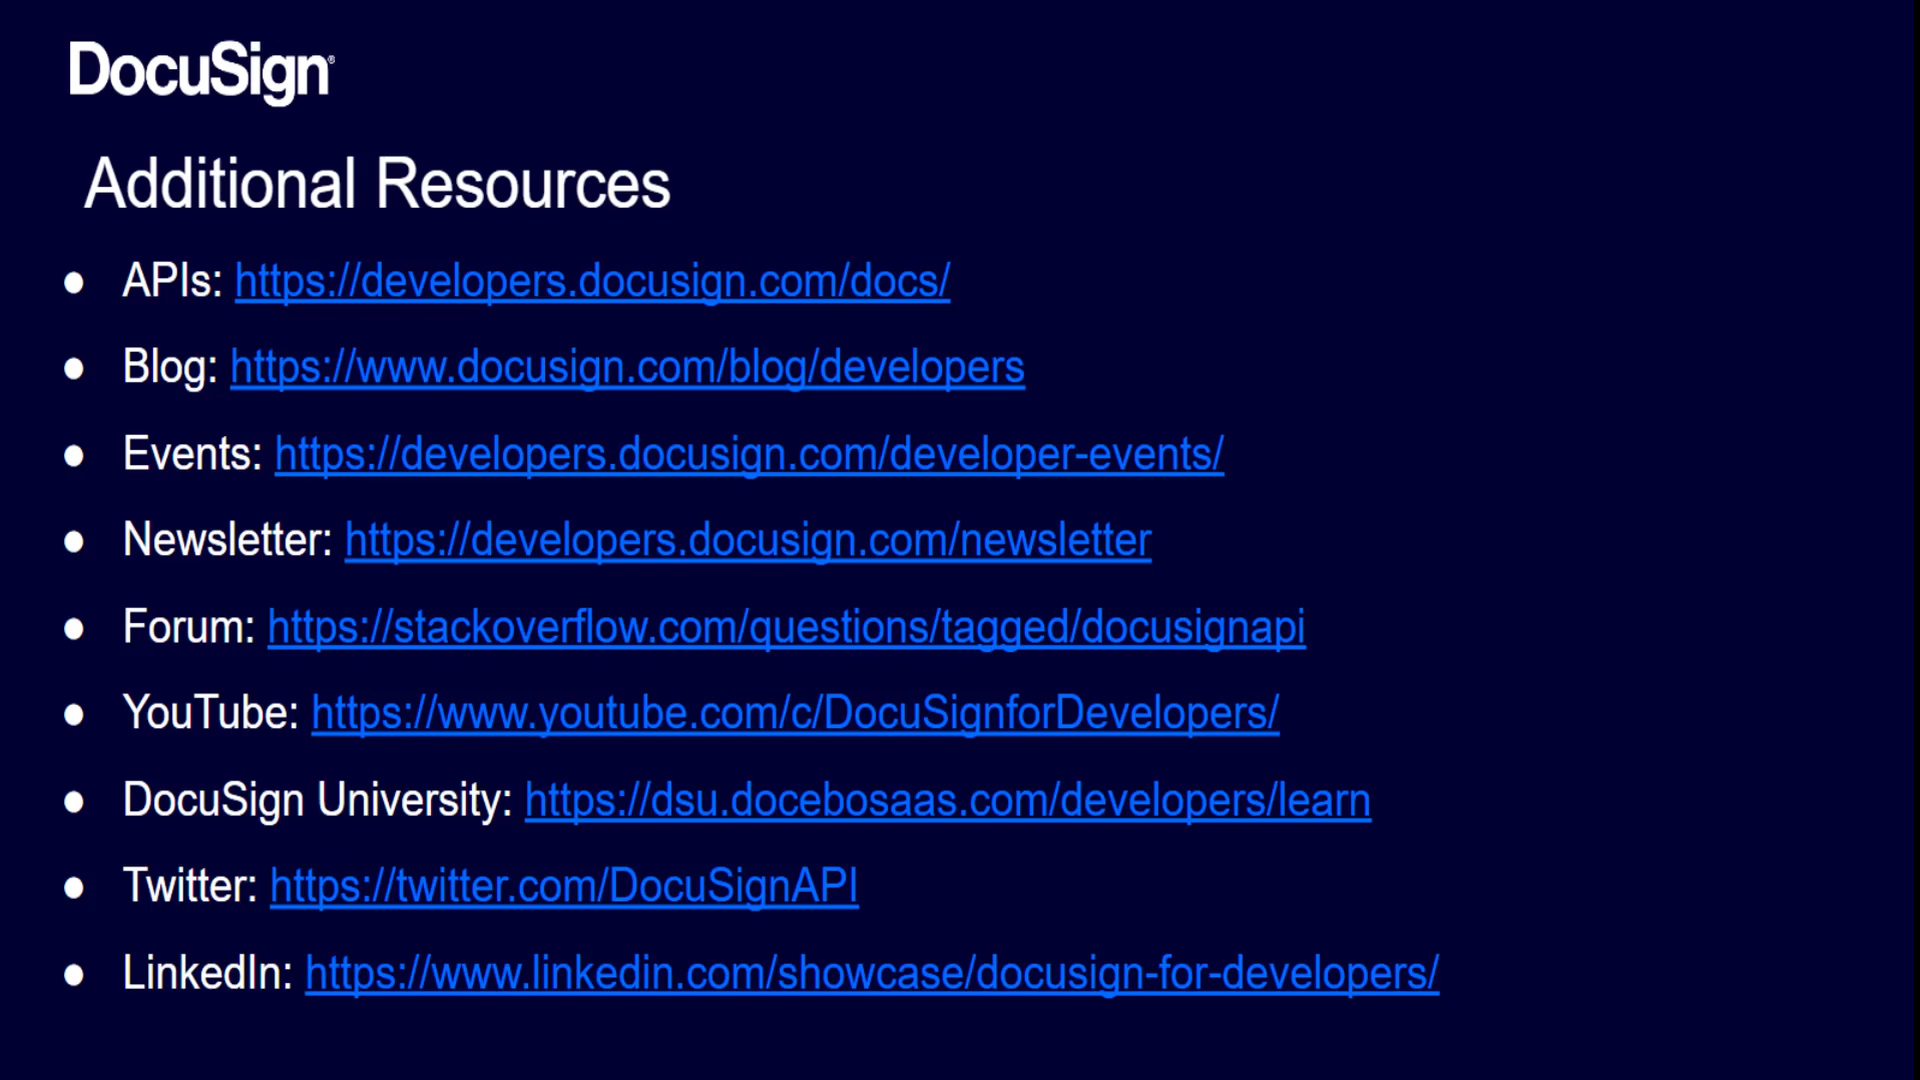 DocuSign®
Additional Resources
● APIs: https://developers.docusign.com/docs/
● Blog: https://www.docusign.com/blog/developers
● Events: https://developers.docusign.com/developer-events/
● Newsletter: https://developers.docusign.com/newsletter
● Forum: https://stackoverflow.com/questions/tagged/docusignapi
● YouTube: https://www.youtube.com/c/DocuSignforDevelopers/
● DocuSign University: https://dsu.docebosaas.com/developers/learn
● Twitter: https://twitter.com/DocuSignAPI
● LinkedIn: https://www.linkedin.com/showcase/docusign-for-developers/